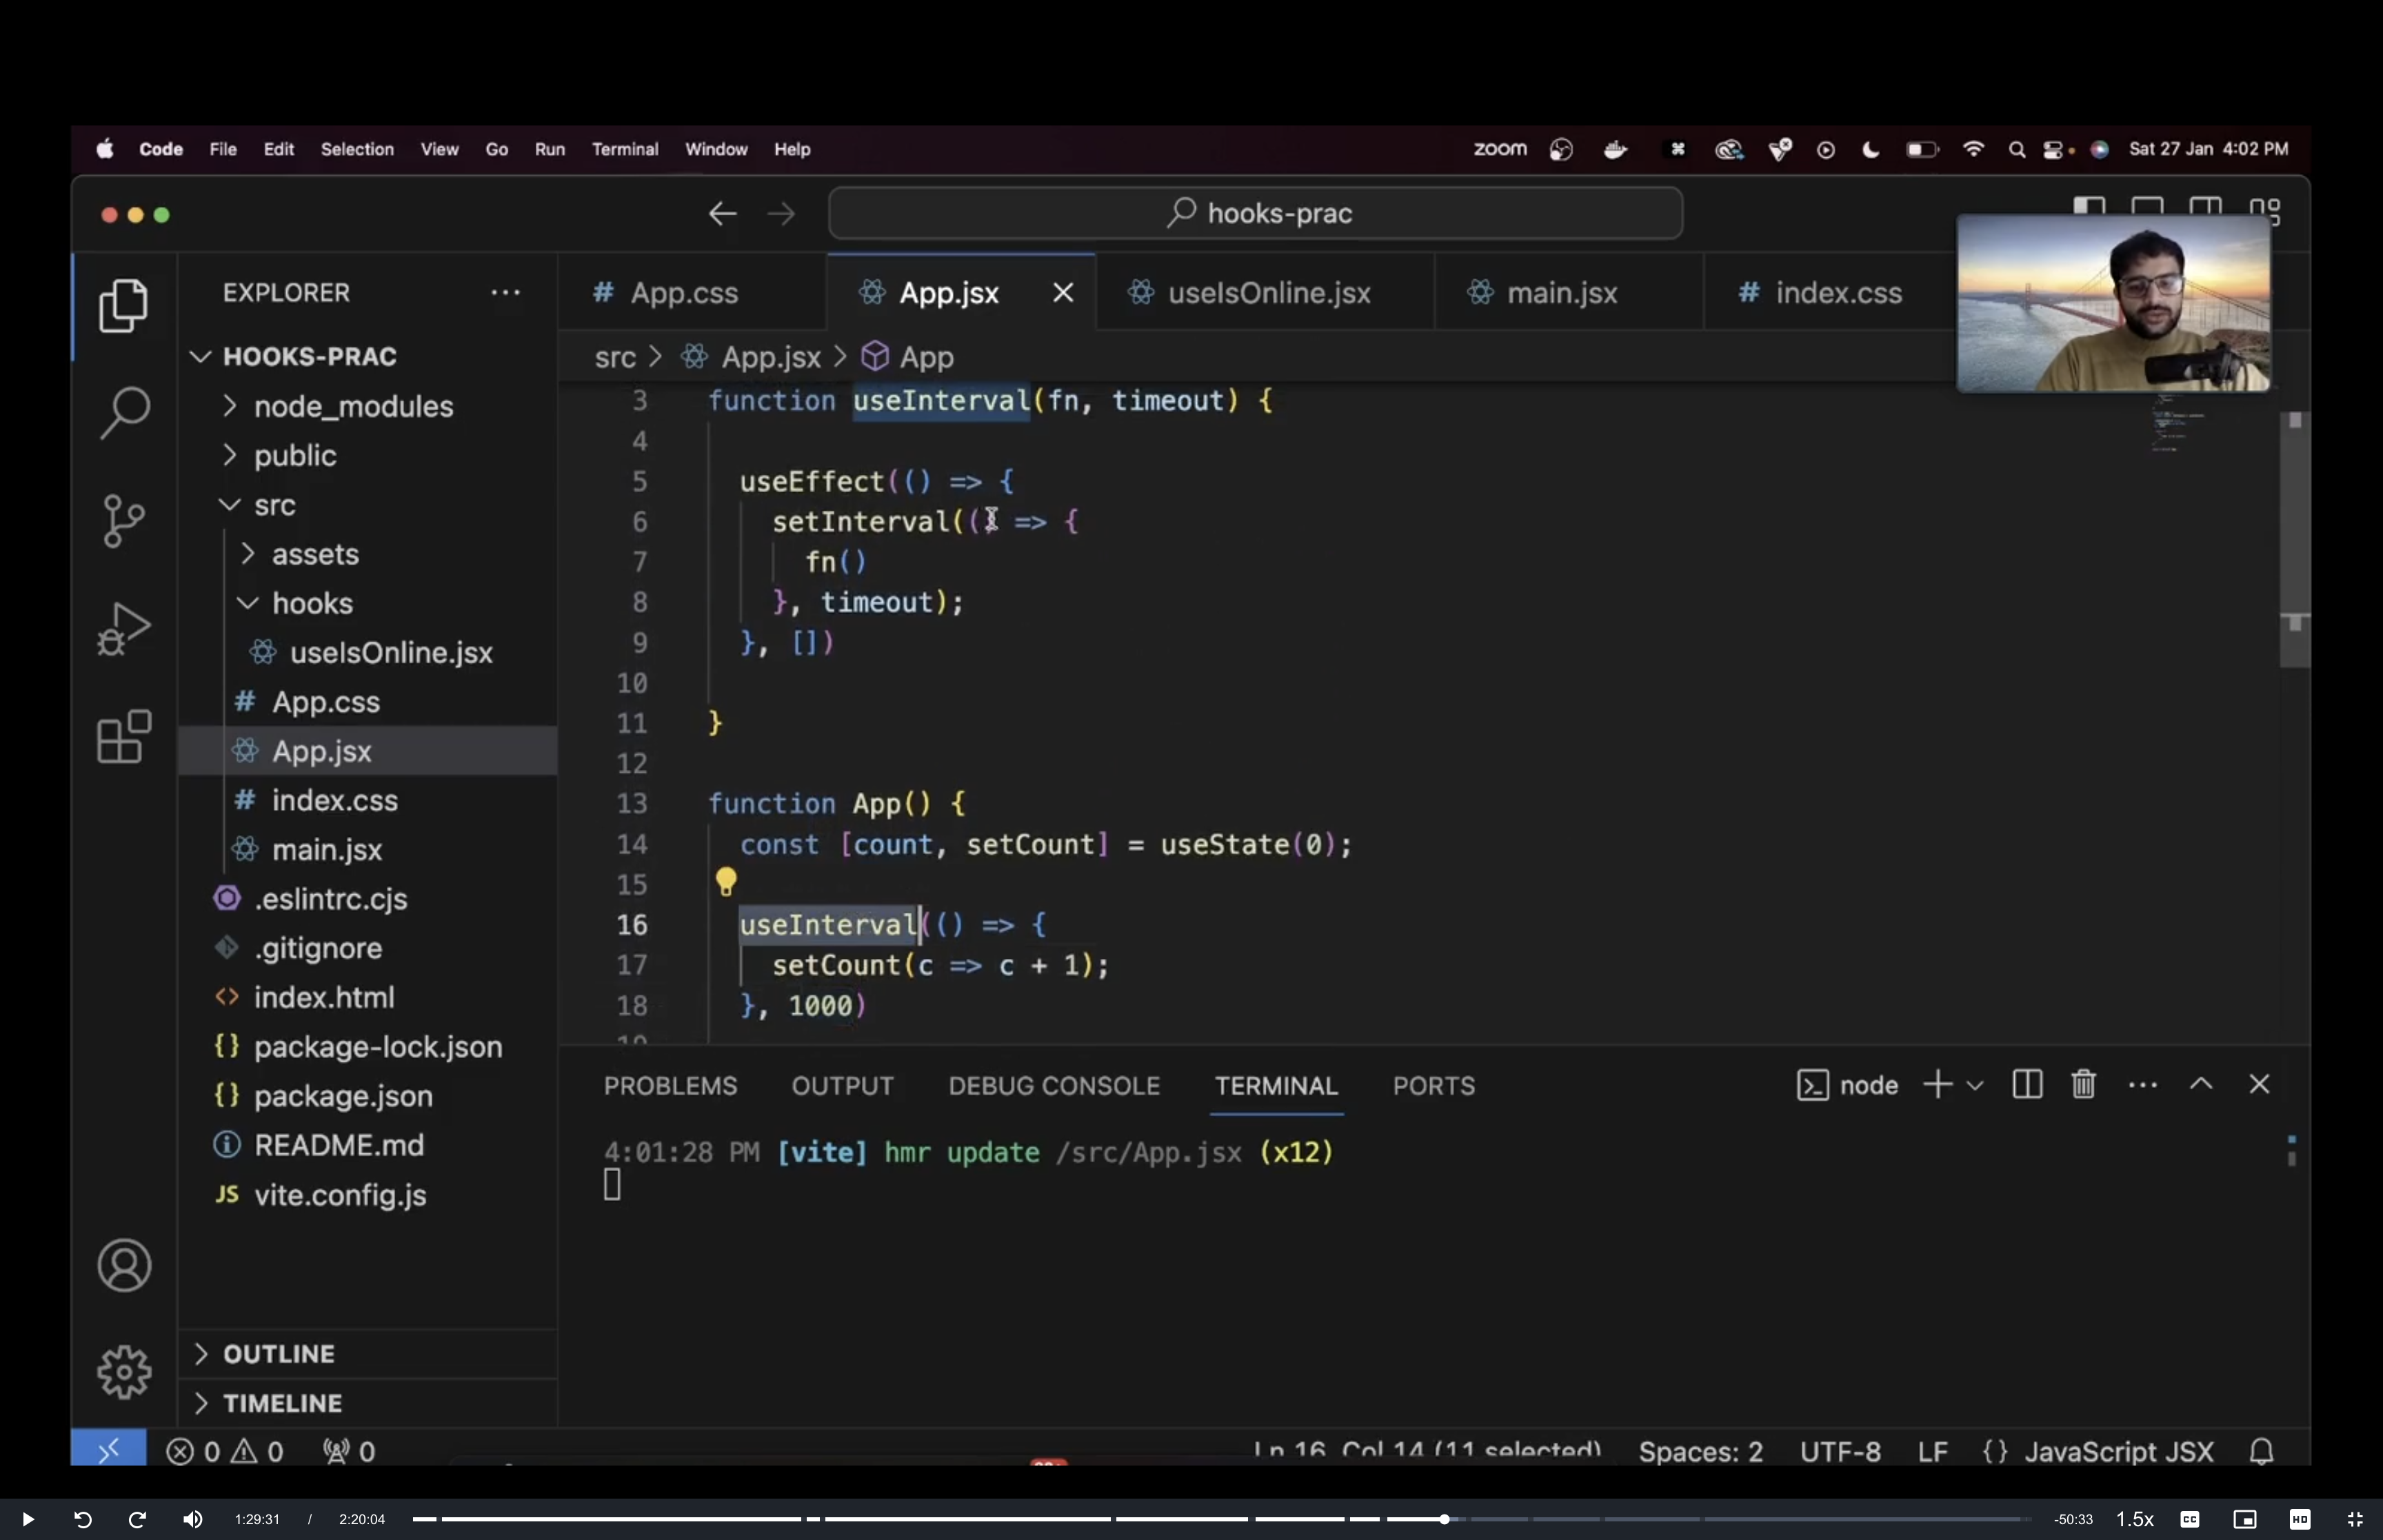 Code File Edit Selection View Go Run Terminal Window Help zoom Sat 27 Jan 4:02 PM
hooks-prac
EXPLORER
# App.css App.jsx useIsOnline.jsx main.jsx # index.css
HOOKS-PRAC
src > App.jsx > App
node_modules
public
src
assets
hooks
useIsOnline.jsx
# App.css
App.jsx
# index.css
main.jsx
.eslintrc.cjs
.gitignore
<> index.html
{} package-lock.json
{} package.json
README.md
JS vite.config.js
OUTLINE
TIMELINE
3 function useInterval(fn, timeout) {
4
5 useEffect(() => {
6 setInterval(() => {
7 fn()
8 }, timeout);
9 }, [])
10
11 }
12
13 function App() {
14 const [count, setCount] = useState(0);
15
16 useInterval(() => {
17 setCount(c => c + 1);
18 }, 1000)
19
PROBLEMS OUTPUT DEBUG CONSOLE TERMINAL PORTS node
4:01:28 PM [vite] hmr update /src/App.jsx (x12)
0 0 0 Ln 16, Col 14 (11 selected) Spaces: 2 UTF-8 LF {} JavaScript JSX
1:29:31 / 2:20:04 -50:33 1.5x CC HD